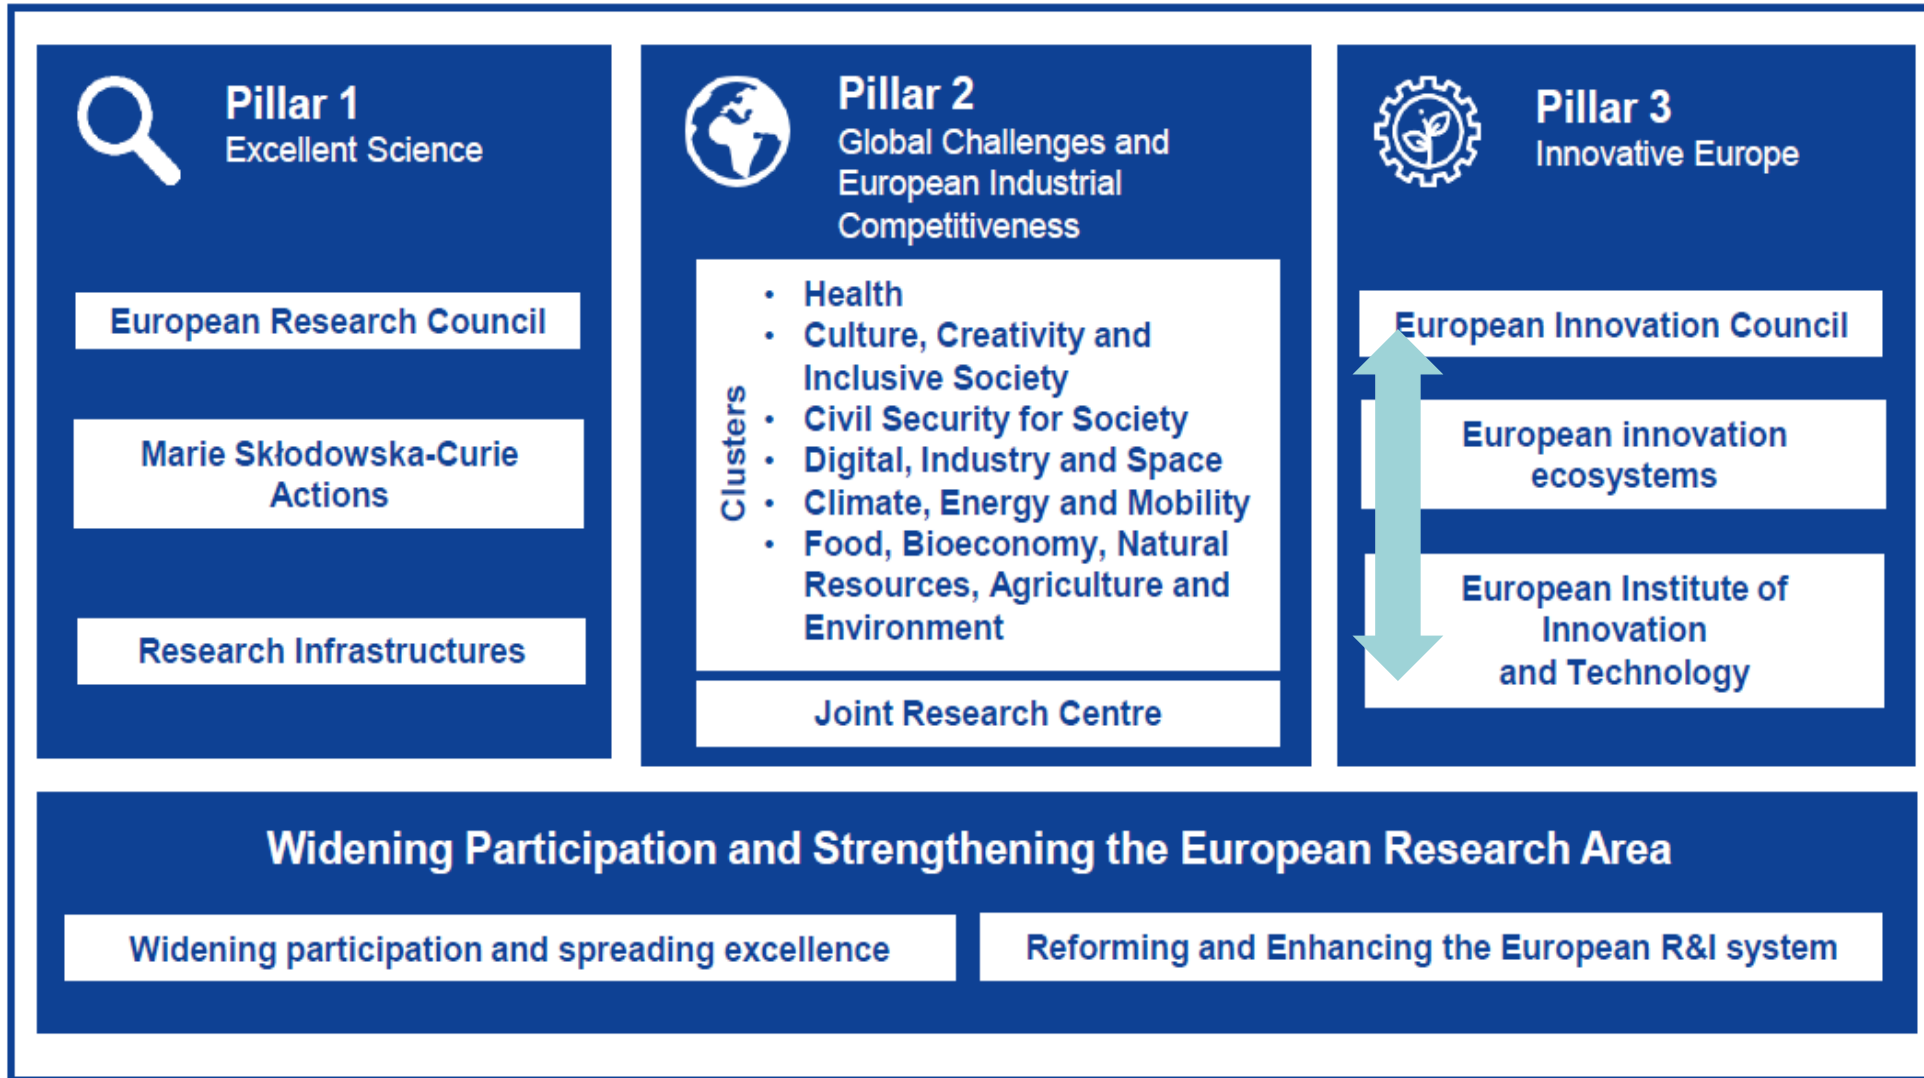 Pillar 1
Excellent Science
European Research Council
Marie Skłodowska-Curie
Actions
Research Infrastructures
Pillar 2
Global Challenges and
European Industrial
Competitiveness
Clusters
• Health
• Culture, Creativity and
Inclusive Society
• Civil Security for Society
• Digital, Industry and Space
• Climate, Energy and Mobility
• Food, Bioeconomy, Natural
Resources, Agriculture and
Environment
Joint Research Centre
Pillar 3
Innovative Europe
European Innovation Council
European innovation
ecosystems
European Institute of
Innovation
and Technology
Widening Participation and Strengthening the European Research Area
Widening participation and spreading excellence
Reforming and Enhancing the European R&I system